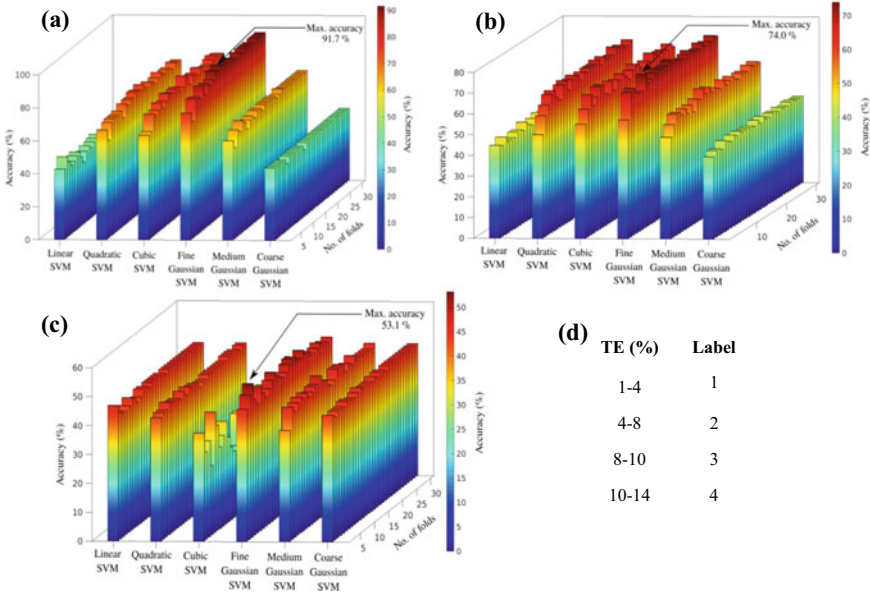 (a)
Max. accuracy
91.7 %
100
80
60
40
20
0
Accuracy (%)
Linear
SVM
Quadratic
SVM
Cubic
SVM
Fine
Gaussian
SVM
Medium
Gaussian
SVM
Coarse
Gaussian
SVM
5
10
15
20
25
30
No. of folds
90
80
70
60
50
40
30
20
10
0
Accuracy (%)
(b)
Max. accuracy
74.0 %
80
70
60
50
40
30
20
10
0
Accuracy (%)
Linear
SVM
Quadratic
SVM
Cubic
SVM
Fine
Gaussian
SVM
Medium
Gaussian
SVM
Coarse
Gaussian
SVM
10
20
30
No. of folds
70
60
50
40
30
20
10
0
Accuracy (%)
(c)
Max. accuracy
53.1 %
60
50
40
30
20
10
0
Accuracy (%)
Linear
SVM
Quadratic
SVM
Cubic
SVM
Fine
Gaussian
SVM
Medium
Gaussian
SVM
Coarse
Gaussian
SVM
5
10
15
20
25
30
No. of folds
50
45
40
35
30
25
20
15
10
5
0
Accuracy (%)
(d)
TE (%) Label
1-4 1
4-8 2
8-10 3
10-14 4